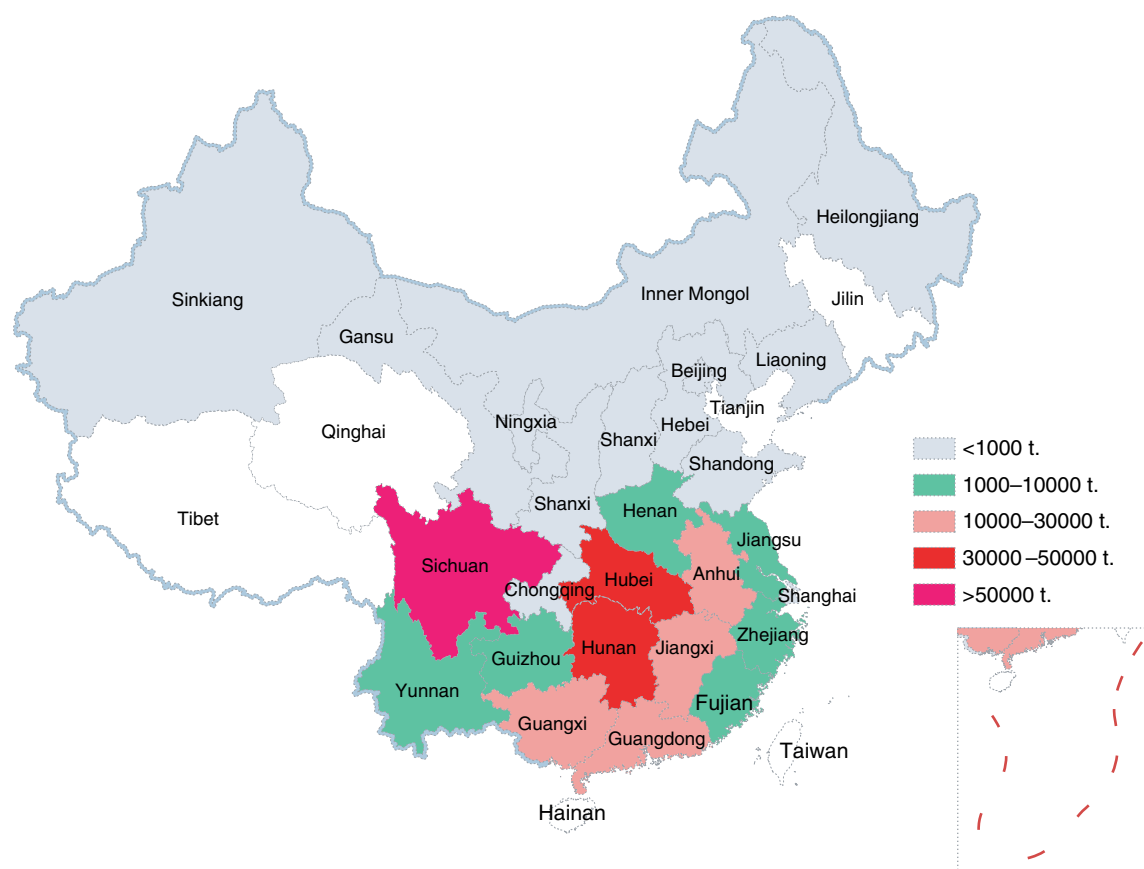 Heilongjiang
Sinkiang
Inner Mongol
Jilin
Gansu
Liaoning
Beijing
Tianjin
Ningxia
Hebei
Qinghai
Shanxi
Shandong
Shanxi
Tibet
Henan
Jiangsu
Sichuan
Anhui
Hubei
Chongqing
Shanghai
Zhejiang
Hunan
Jiangxi
Guizhou
Yunnan
Fujian
Guangxi
Guangdong
Taiwan
Hainan
<1000 t.
1000–10000 t.
10000–30000 t.
30000–50000 t.
>50000 t.